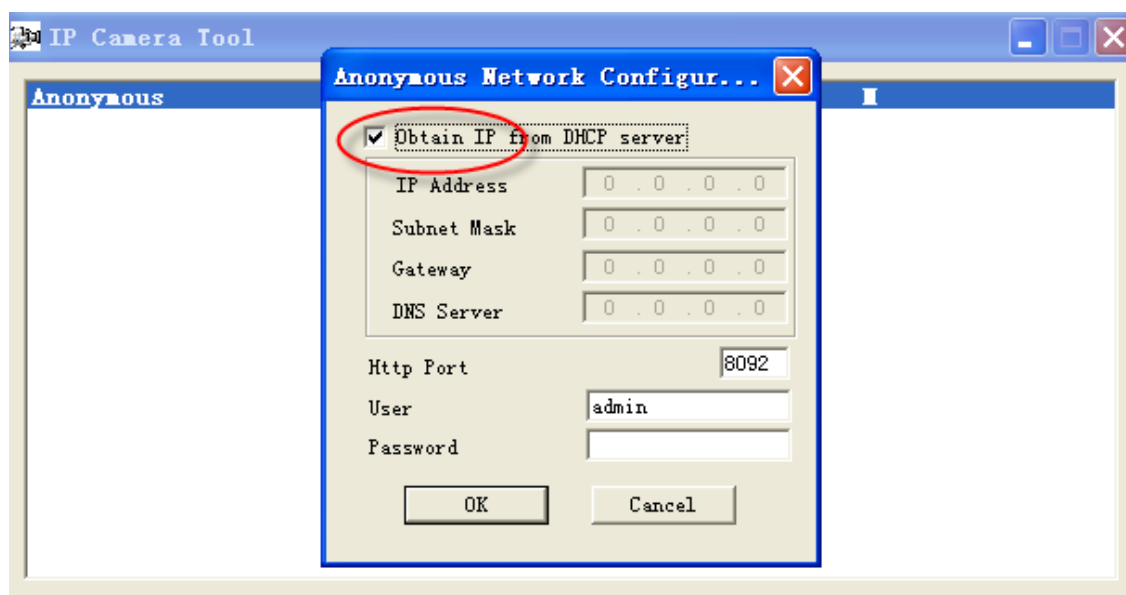 IP Camera Tool
Anonymous Network Configur...
Anonymous
Obtain IP from DHCP server
IP Address 0 . 0 . 0 . 0
Subnet Mask 0 . 0 . 0 . 0
Gateway 0 . 0 . 0 . 0
DNS Server 0 . 0 . 0 . 0
Http Port 8092
User admin
Password
OK Cancel